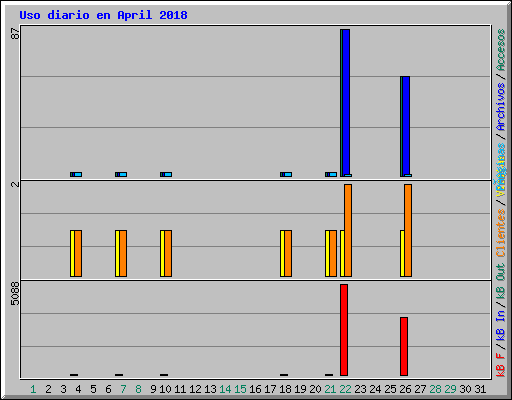 Uso diario en April 2018
87
2
5088
kB F / kB In / kB Out Clientes / Archivos / Accesos
1 2 3 4 5 6 7 8 9 10 11 12 13 14 15 16 17 18 19 20 21 22 23 24 25 26 27 28 29 30 31